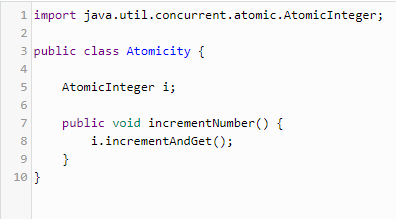 1 import java.util.concurrent.atomic.AtomicInteger;
2
3 public class Atomicity {
4
5     AtomicInteger i;
6
7     public void incrementNumber() {
8         i.incrementAndGet();
9     }
10 }